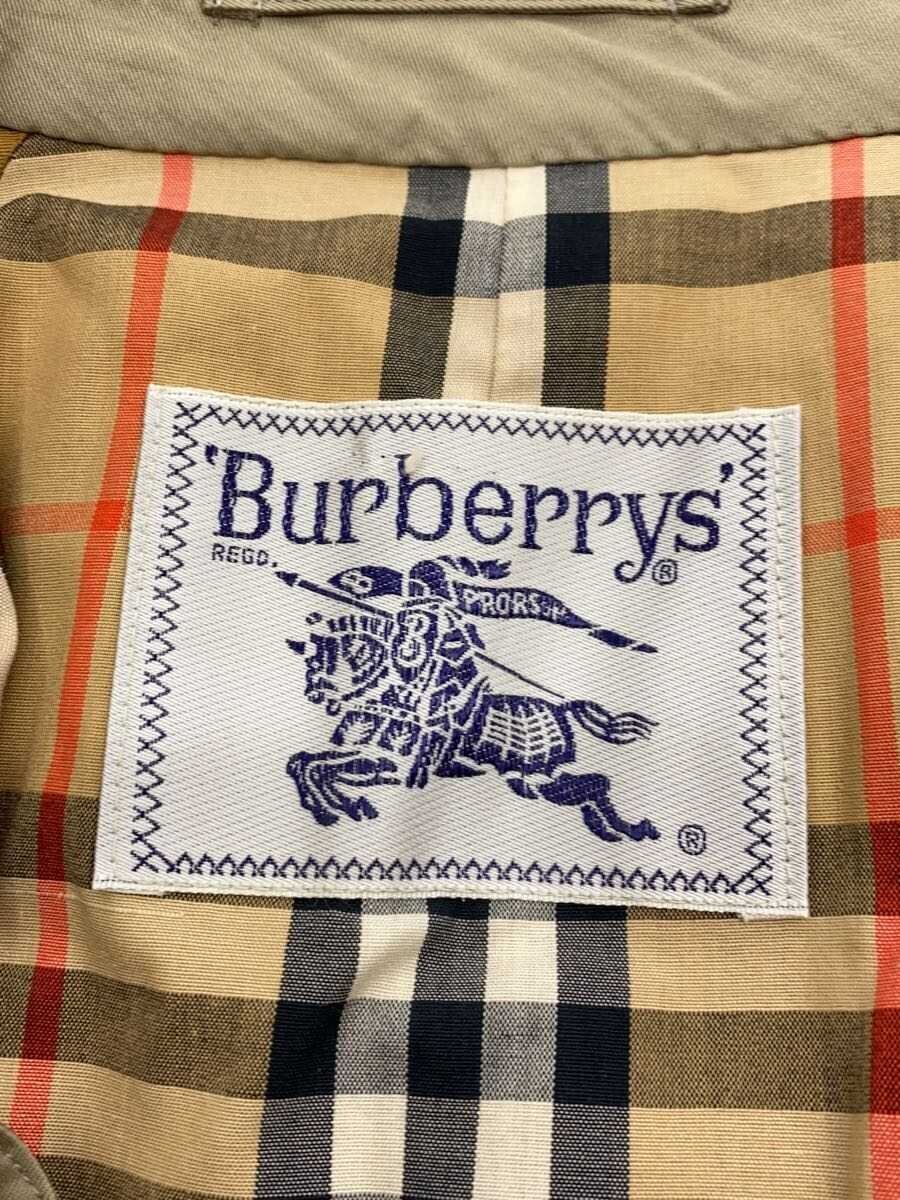 'Burberrys'
REGD.
®
PRORSUM
®